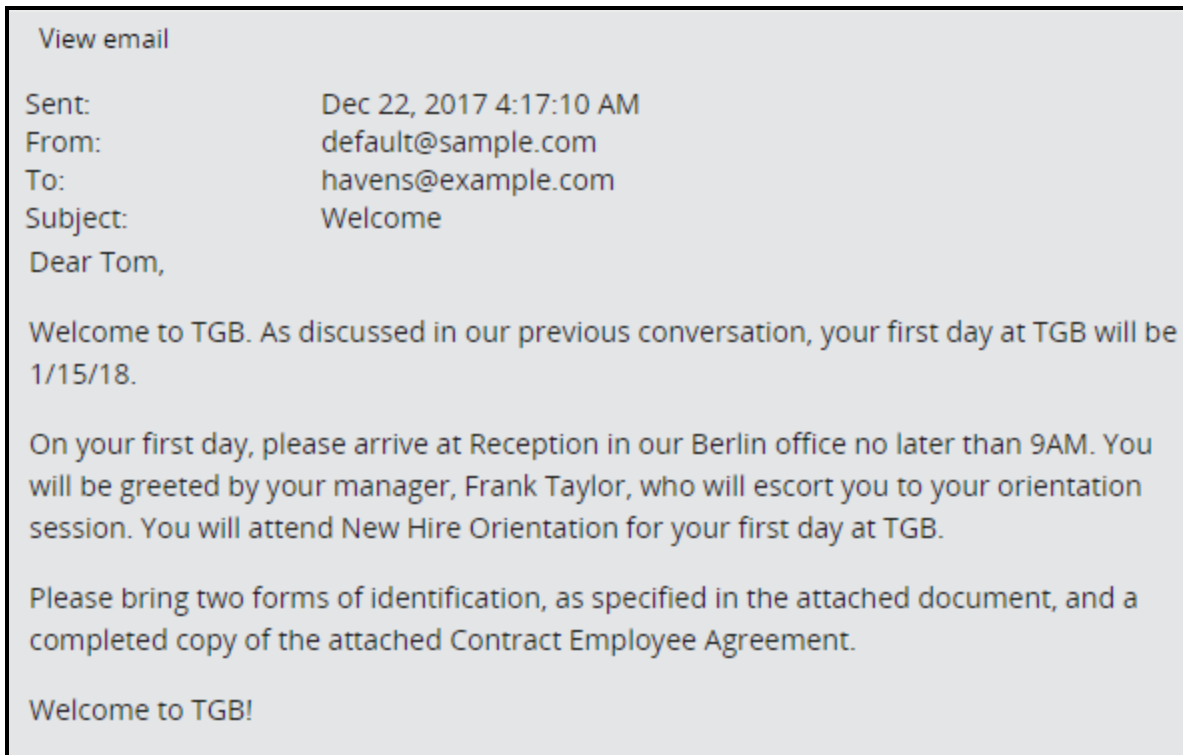 View email
Sent: Dec 22, 2017 4:17:10 AM
From: default@sample.com
To: havens@example.com
Subject: Welcome
Dear Tom,
Welcome to TGB. As discussed in our previous conversation, your first day at TGB will be
1/15/18.
On your first day, please arrive at Reception in our Berlin office no later than 9AM. You
will be greeted by your manager, Frank Taylor, who will escort you to your orientation
session. You will attend New Hire Orientation for your first day at TGB.
Please bring two forms of identification, as specified in the attached document, and a
completed copy of the attached Contract Employee Agreement.
Welcome to TGB!